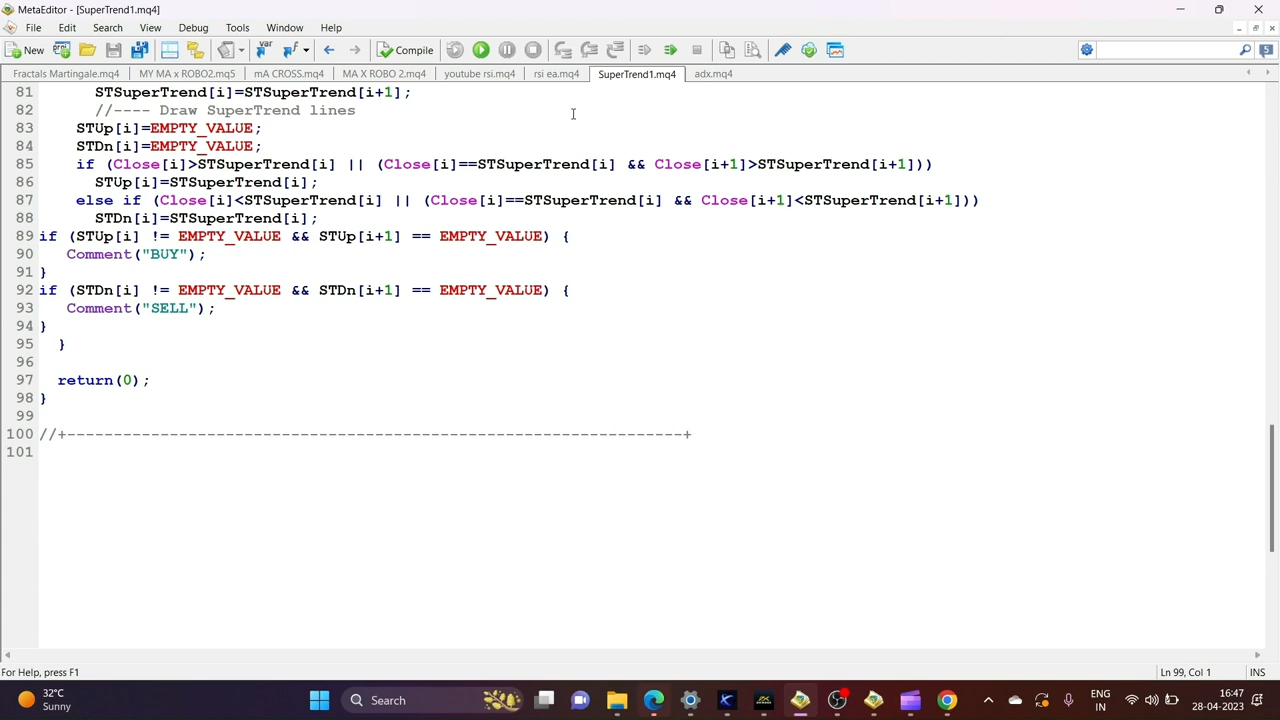 MetaEditor - [SuperTrend1.mq4]
File Edit Search View Debug Tools Window Help
New Compile 5
Fractals Martingale.mq4 MY MA x ROBO2.mq5 mA CROSS.mq4 MA X ROBO 2.mq4 youtube rsi.mq4 rsi ea.mq4 SuperTrend1.mq4 adx.mq4
81 STSuperTrend[i]=STSuperTrend[i+1];
82 //---- Draw SuperTrend lines
83 STUp[i]=EMPTY_VALUE;
84 STDn[i]=EMPTY_VALUE;
85 if (Close[i]>STSuperTrend[i] || (Close[i]==STSuperTrend[i] && Close[i+1]>STSuperTrend[i+1]))
86 STUp[i]=STSuperTrend[i];
87 else if (Close[i]<STSuperTrend[i] || (Close[i]==STSuperTrend[i] && Close[i+1]<STSuperTrend[i+1]))
88 STDn[i]=STSuperTrend[i];
89 if (STUp[i] != EMPTY_VALUE && STUp[i+1] == EMPTY_VALUE) {
90 Comment("BUY");
91 }
92 if (STDn[i] != EMPTY_VALUE && STDn[i+1] == EMPTY_VALUE) {
93 Comment("SELL");
94 }
95 }
96
97 return(0);
98 }
99
100 //+------------------------------------------------------------------+
101
For Help, press F1 Ln 99, Col 1 INS
32°C
Sunny
Search
ENG
IN
16:47
28-04-2023